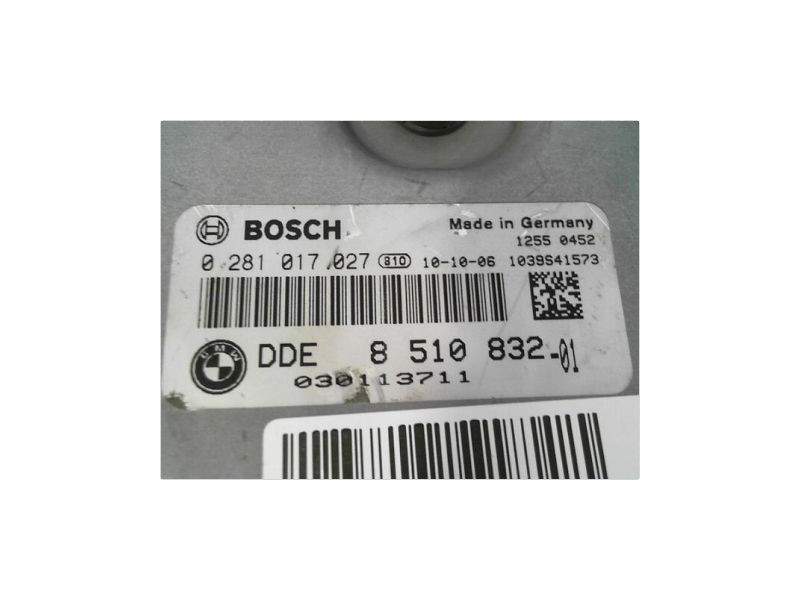 BOSCH Made in Germany
1255 0452
0 281 017.027 810 10-10-06 1039S41573
BMW DDE 8 510 832-01
030113711